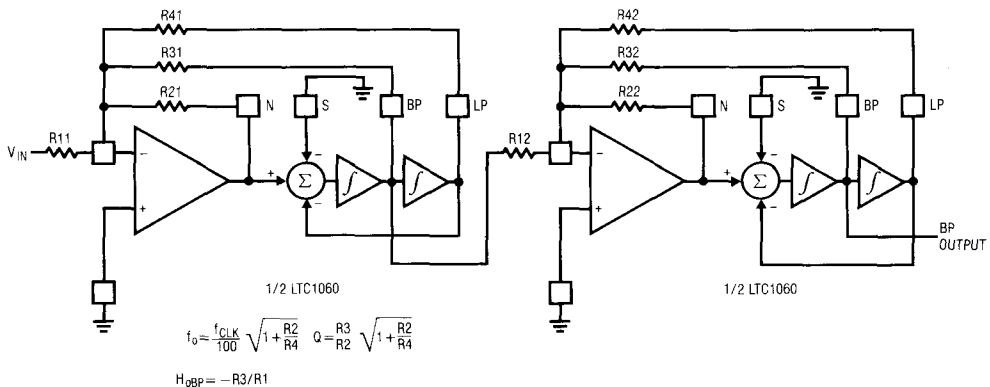 R41
R31
R21
N
S
BP
LP
R11
V_IN
−
+
+
−
Σ
−
∫
∫
R42
R32
R22
N
S
BP
LP
R12
−
+
+
−
Σ
−
∫
∫
BP
OUTPUT
1/2 LTC1060
1/2 LTC1060
f₀ = f_CLK/100 √(1+R2/R4) Q = R3/R2 √(1+R2/R4)
H_OBP = −R3/R1